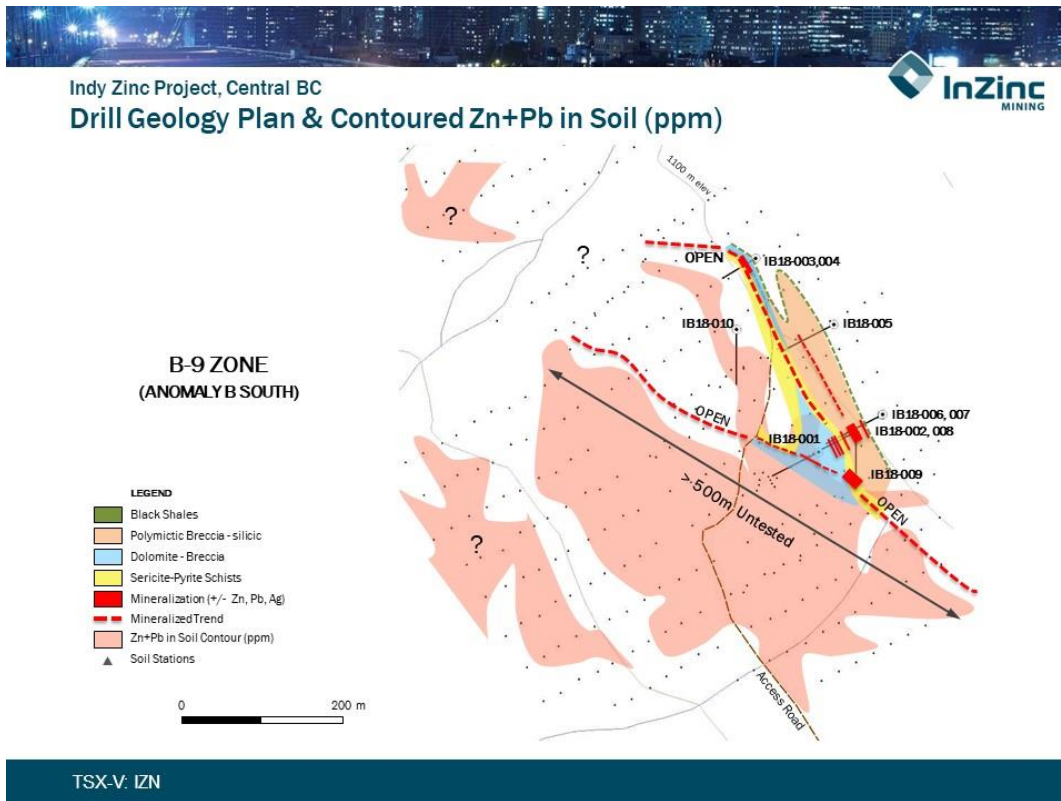 Indy Zinc Project, Central BC
Drill Geology Plan & Contoured Zn+Pb in Soil (ppm)
InZinc
MINING
1100 m elev
?
?
OPEN
IB18-003,004
IB18-010
IB18-005
B-9 ZONE
(ANOMALY B SOUTH)
OPEN
IB18-006, 007
IB18-001
IB18-002, 008
IB18-009
>500m Untested
OPEN
?
LEGEND
Black Shales
Polymictic Breccia - silicic
Dolomite - Breccia
Sericite-Pyrite Schists
Mineralization (+/- Zn, Pb, Ag)
Mineralized Trend
Zn+Pb in Soil Contour (ppm)
Soil Stations
Access Road
0 200 m
TSX-V: IZN